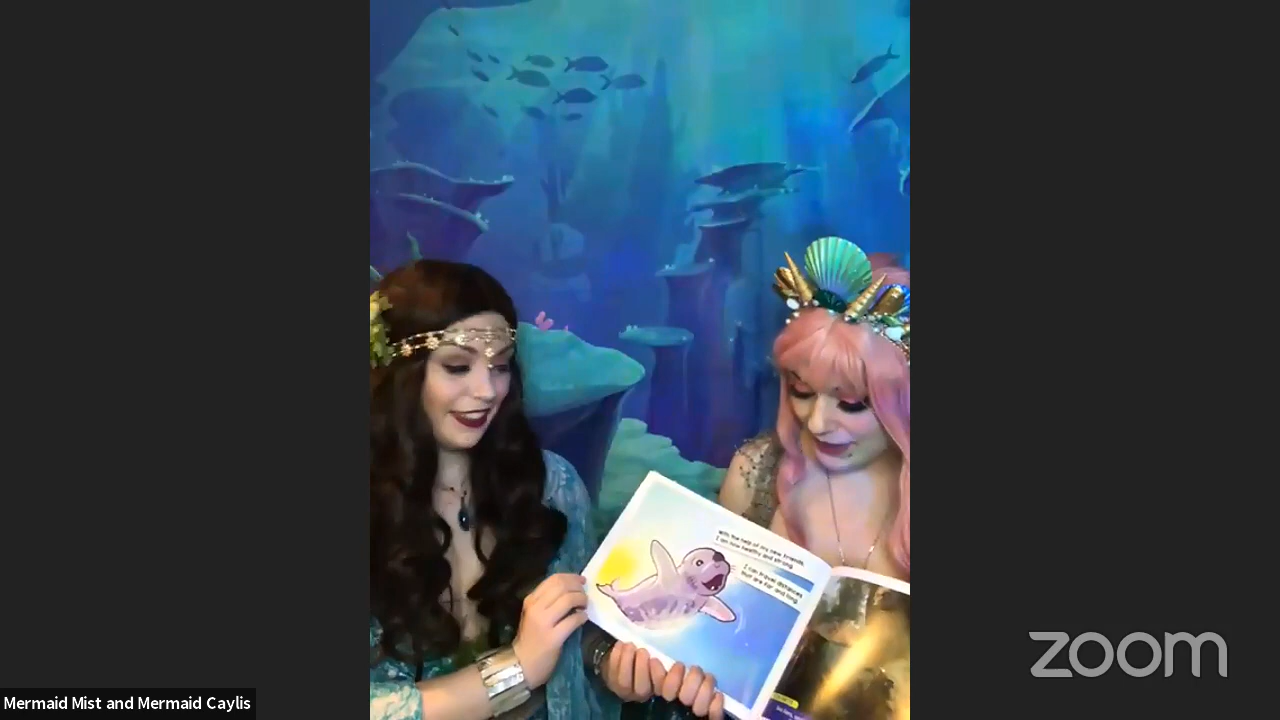 with the help of my new friends,
I am now healthy and strong.
I can travel distances
that are far and long.
zoom
Mermaid Mist and Mermaid Caylis